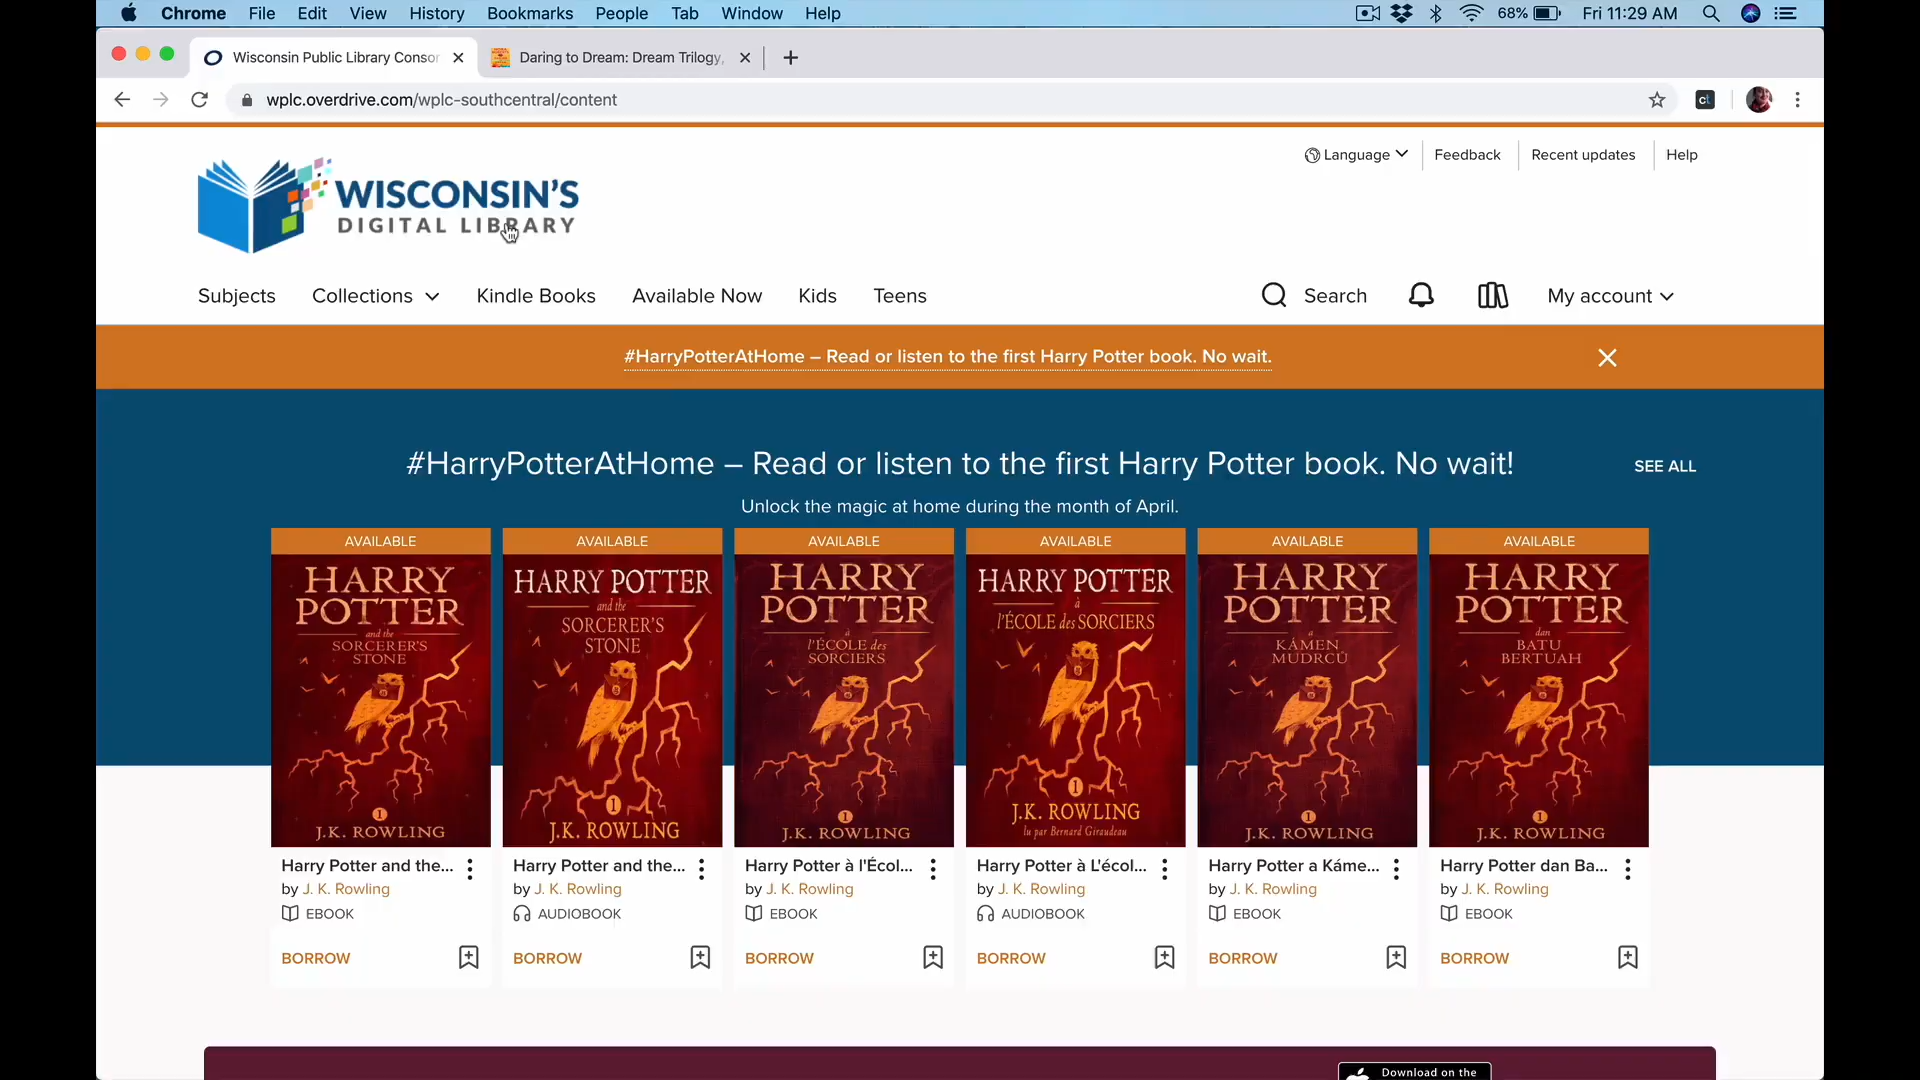 Chrome File Edit View History Bookmarks People Tab Window Help 68% Fri 11:29 AM
Wisconsin Public Library Consor Daring to Dream: Dream Trilogy,
wplc.overdrive.com/wplc-southcentral/content ct
Language Feedback Recent updates Help
WISCONSIN'S
DIGITAL LIBRARY
Subjects Collections Kindle Books Available Now Kids Teens Search My account
#HarryPotterAtHome – Read or listen to the first Harry Potter book. No wait.
#HarryPotterAtHome – Read or listen to the first Harry Potter book. No wait!
SEE ALL
Unlock the magic at home during the month of April.
AVAILABLE
HARRY
POTTER
and the
SORCERER'S
STONE
1
J.K. ROWLING
Harry Potter and the...
by J. K. Rowling
EBOOK
BORROW
AVAILABLE
HARRY POTTER
and the
SORCERER'S
STONE
1
J.K. ROWLING
Harry Potter and the...
by J. K. Rowling
AUDIOBOOK
BORROW
AVAILABLE
HARRY
POTTER
à
l'ÉCOLE des
SORCIERS
1
J.K. ROWLING
Harry Potter à l'Écol...
by J. K. Rowling
EBOOK
BORROW
AVAILABLE
HARRY POTTER
à
l'ÉCOLE des SORCIERS
1
J.K. ROWLING
lu par Bernard Giraudeau
Harry Potter à L'écol...
by J. K. Rowling
AUDIOBOOK
BORROW
AVAILABLE
HARRY
POTTER
a
KÁMEN
MUDRCŮ
1
J.K. ROWLING
Harry Potter a Káme...
by J. K. Rowling
EBOOK
BORROW
AVAILABLE
HARRY
POTTER
dan
BATU
BERTUAH
1
J.K. ROWLING
Harry Potter dan Ba...
by J. K. Rowling
EBOOK
BORROW
Download on the